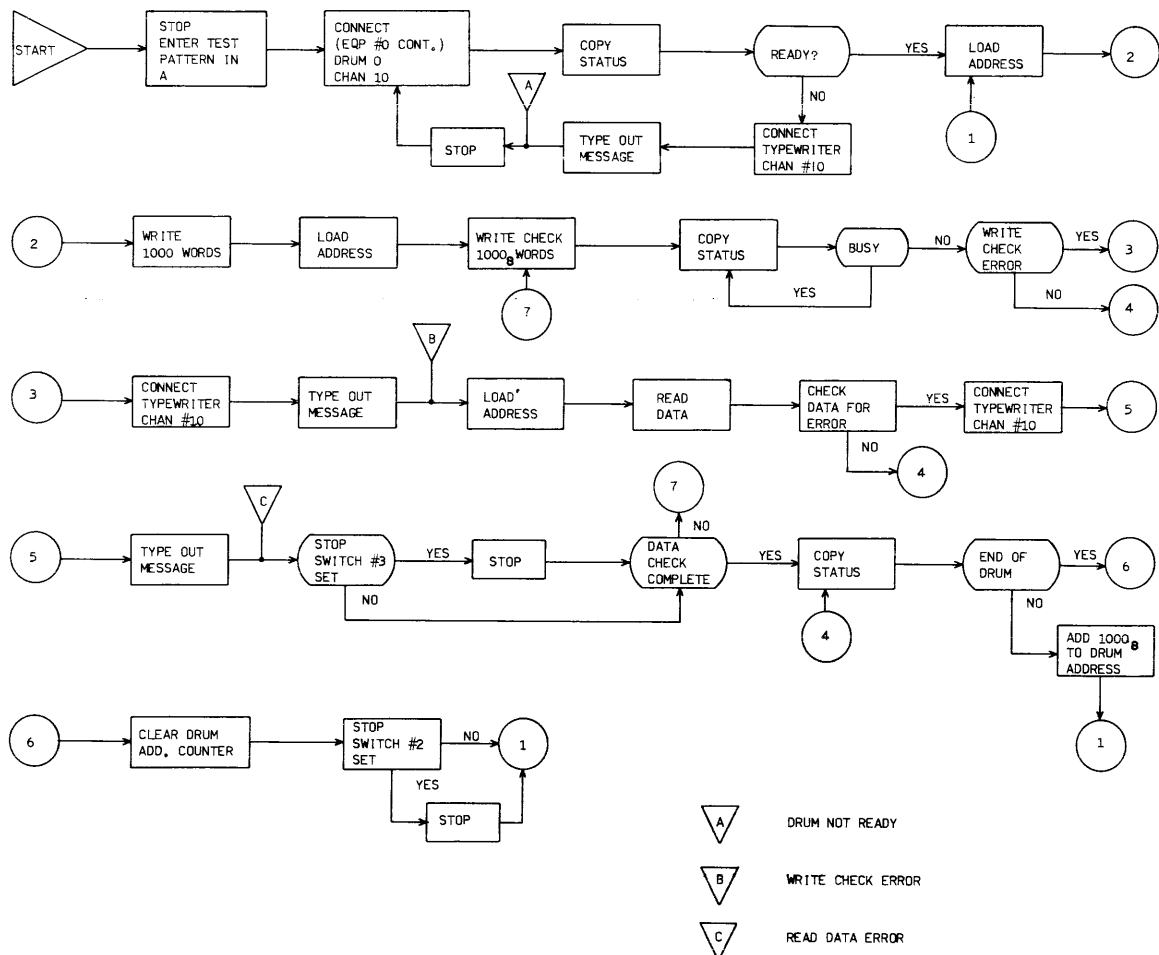 START
STOP
ENTER TEST
PATTERN IN
A
CONNECT
(EQP #0 CONT.)
DRUM 0
CHAN 10
COPY
STATUS
READY?
YES
LOAD
ADDRESS
2
NO
1
A
STOP
TYPE OUT
MESSAGE
CONNECT
TYPEWRITER
CHAN #10
2
WRITE
1000 WORDS
LOAD
ADDRESS
WRITE CHECK
1000₈ WORDS
7
COPY
STATUS
BUSY
YES
NO
WRITE
CHECK
ERROR
YES
3
NO
4
3
CONNECT
TYPEWRITER
CHAN #10
TYPE OUT
MESSAGE
B
LOAD'
ADDRESS
READ
DATA
CHECK
DATA FOR
ERROR
YES
CONNECT
TYPEWRITER
CHAN #10
5
NO
4
5
TYPE OUT
MESSAGE
C
STOP
SWITCH #3
SET
YES
STOP
NO
7
NO
DATA
CHECK
COMPLETE
YES
COPY
STATUS
4
END OF
DRUM
YES
6
NO
ADD 1000₈
TO DRUM
ADDRESS
1
6
CLEAR DRUM
ADD. COUNTER
STOP
SWITCH #2
SET
NO
1
YES
STOP
A DRUM NOT READY
B WRITE CHECK ERROR
C READ DATA ERROR